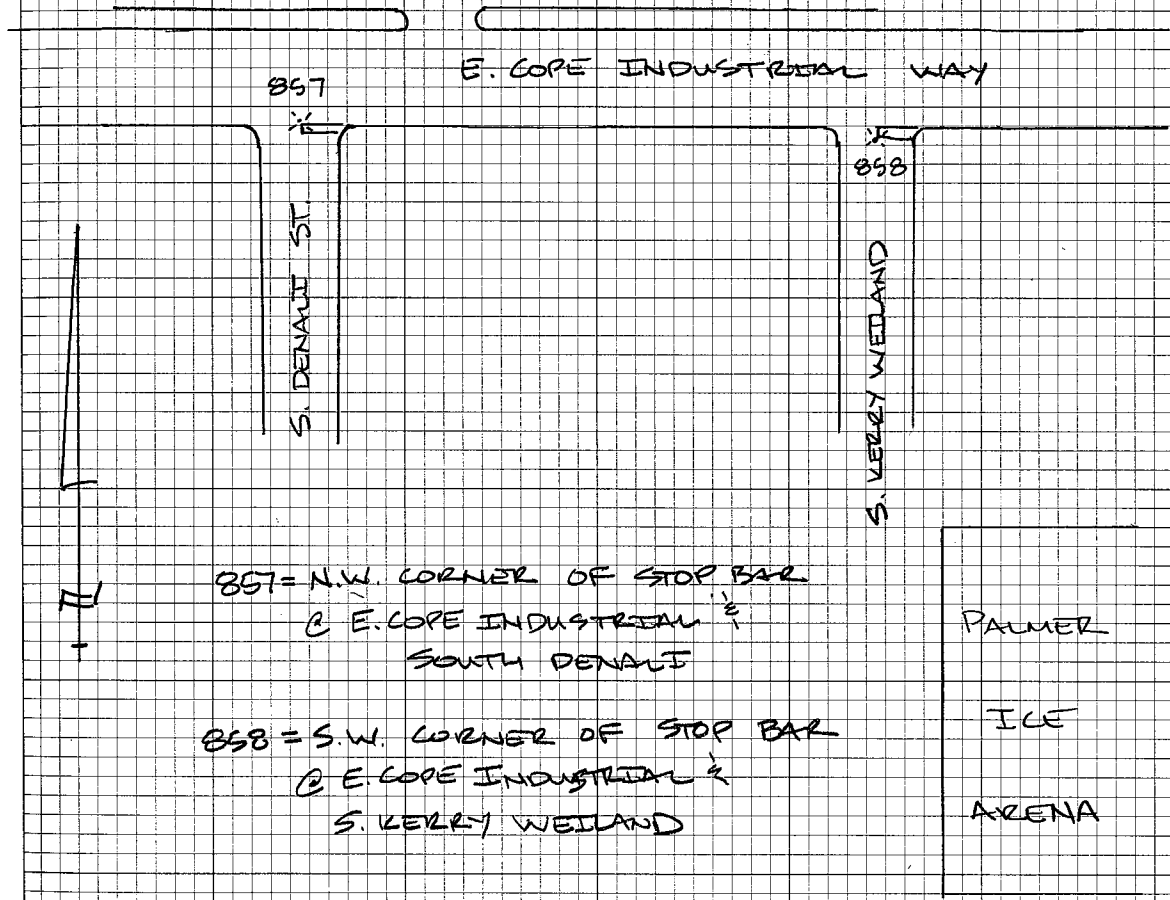 E. COPE INDUSTRIAL WAY
857
858
S. DENALI ST.
S. KERRY WEILAND
857 = N.W. CORNER OF STOP BAR
@ E. COPE INDUSTRIAL &
SOUTH DENALI
858 = S.W. CORNER OF STOP BAR
@ E. COPE INDUSTRIAL &
S. KERRY WEILAND
PALMER
ICE
ARENA